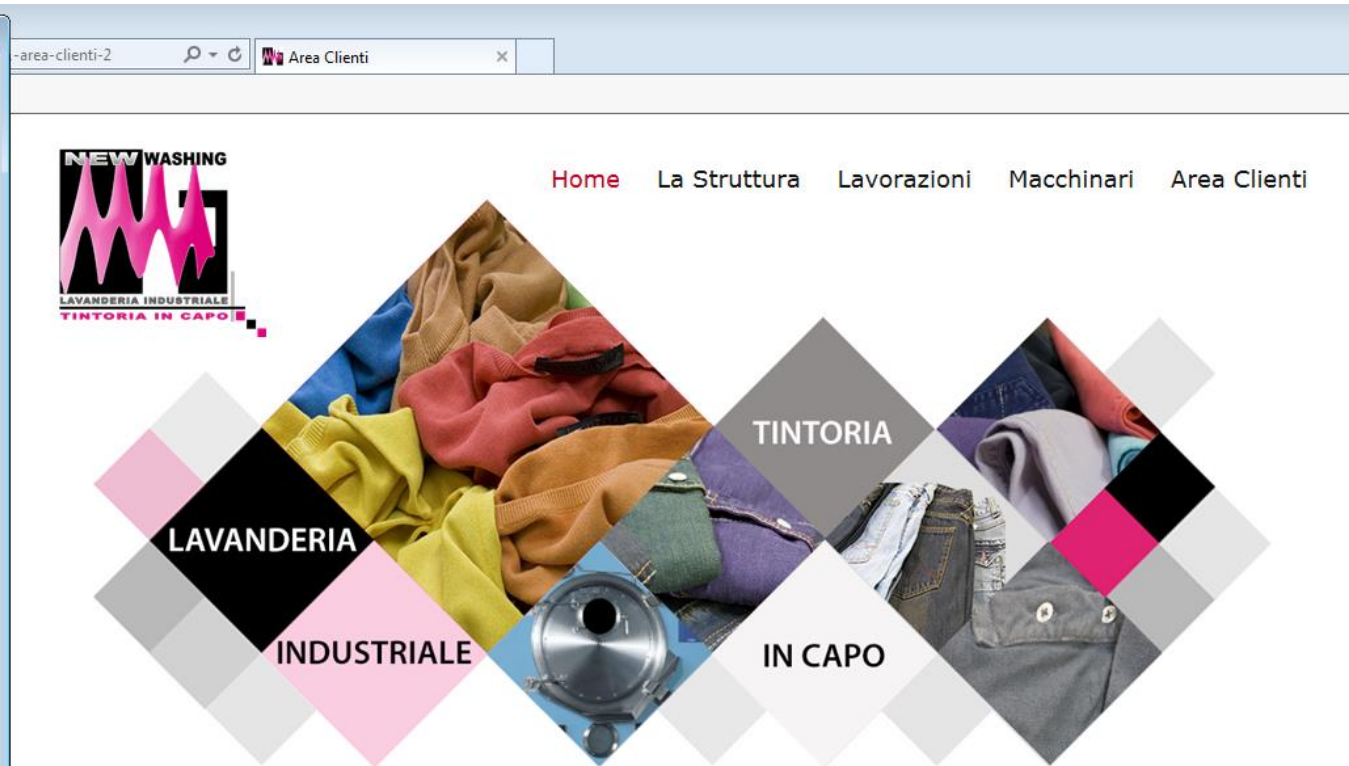 -area-clienti-2
Area Clienti
NEW WASHING
LAVANDERIA INDUSTRIALE
TINTORIA IN CAPO
Home La Struttura Lavorazioni Macchinari Area Clienti
TINTORIA
LAVANDERIA
INDUSTRIALE
IN CAPO